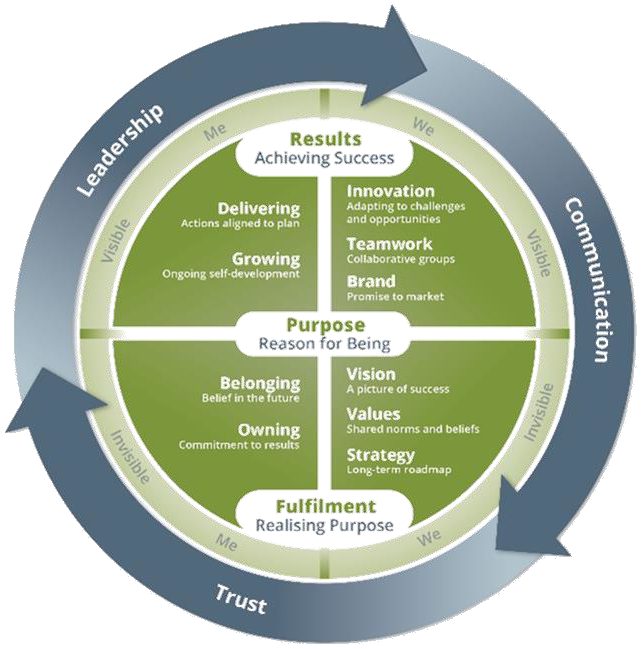 Leadership
Communication
Trust
Me
We
Visible
Visible
Invisible
Invisible
Me
We
Results
Achieving Success
Delivering
Actions aligned to plan
Growing
Ongoing self-development
Innovation
Adapting to challenges
and opportunities
Teamwork
Collaborative groups
Brand
Promise to market
Purpose
Reason for Being
Belonging
Belief in the future
Owning
Commitment to results
Vision
A picture of success
Values
Shared norms and beliefs
Strategy
Long-term roadmap
Fulfilment
Realising Purpose